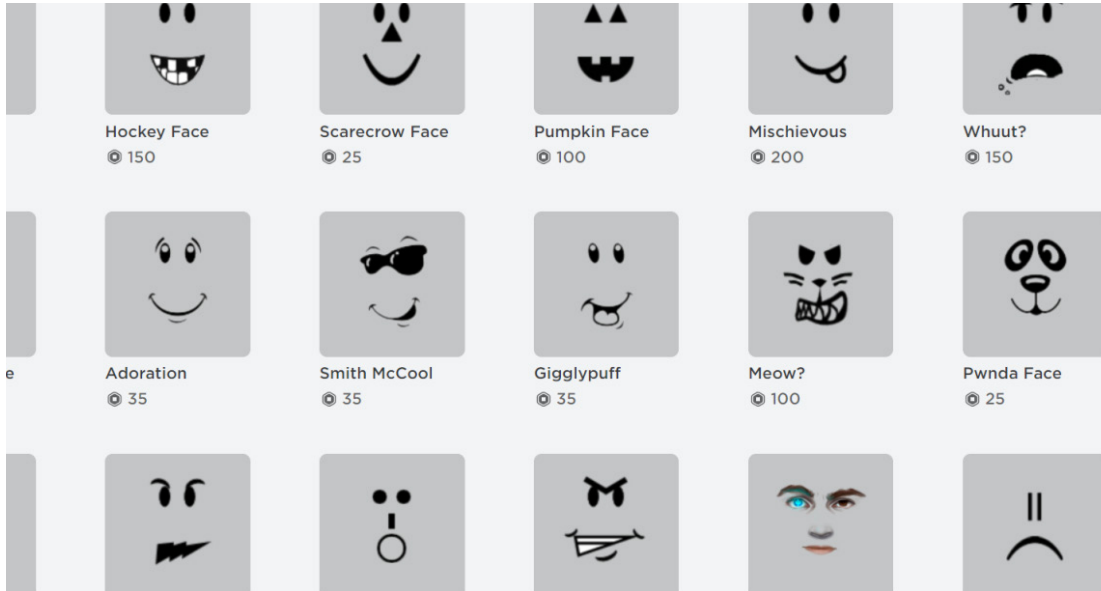 Hockey Face
Scarecrow Face
Pumpkin Face
Mischievous
Whuut?
150
25
100
200
150
e
Adoration
Smith McCool
Gigglypuff
Meow?
Pwnda Face
35
35
35
100
25